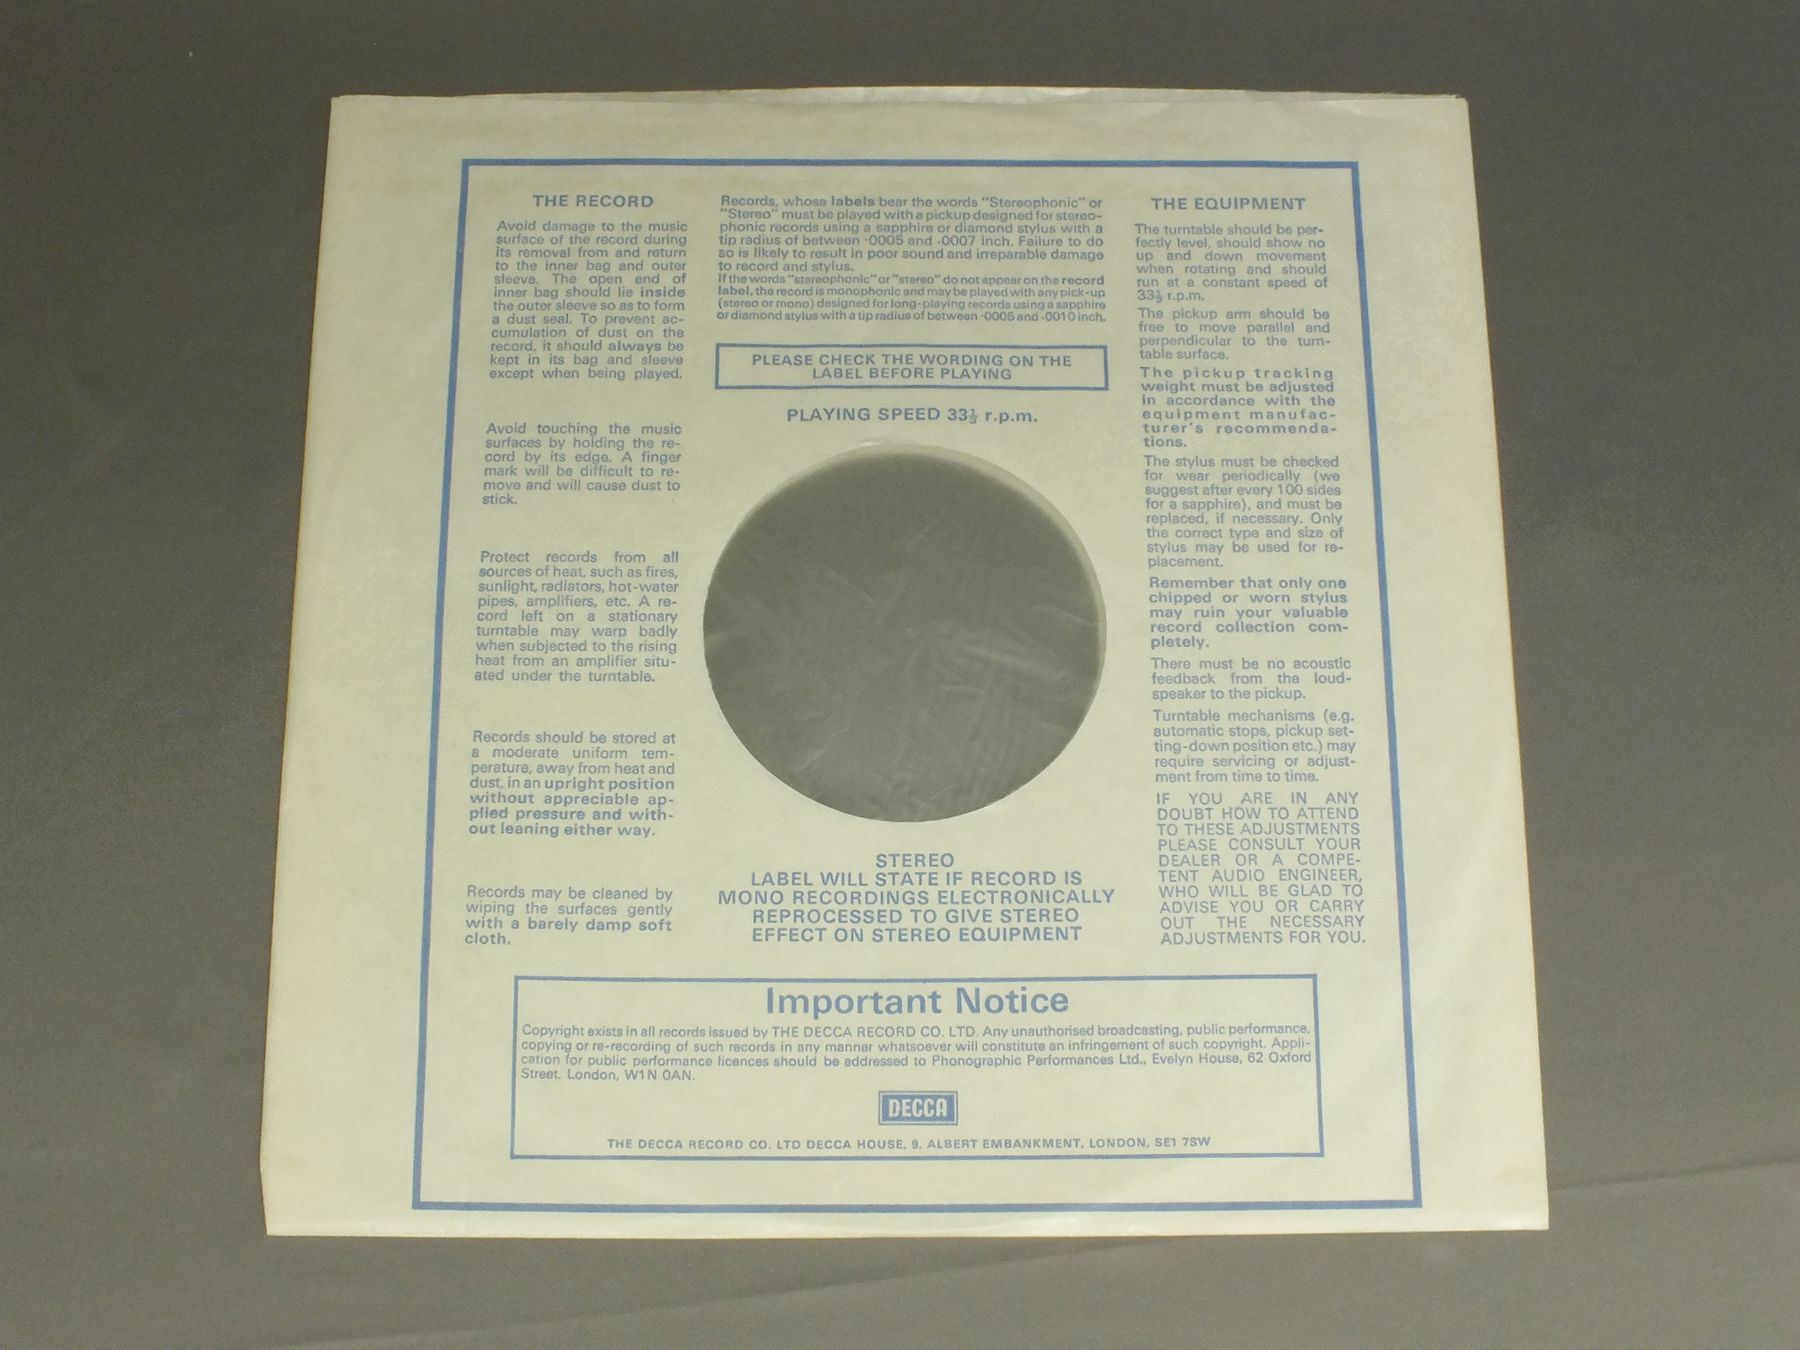 THE RECORD
Avoid damage to the music
surface of the record during
its removal from and return
to the inner bag and outer
sleeve. The open end of
inner bag should lie inside
the outer sleeve so as to form
a dust seal. To prevent ac-
cumulation of dust on the
record, it should always be
kept in its bag and sleeve
except when being played.
Avoid touching the music
surfaces by holding the re-
cord by its edge. A finger
mark will be difficult to re-
move and will cause dust to
stick.
Protect records from all
sources of heat, such as fires,
sunlight, radiators, hot-water
pipes, amplifiers, etc. A re-
cord left on a stationary
turntable may warp badly
when subjected to the rising
heat from an amplifier situ-
ated under the turntable.
Records should be stored at
a moderate uniform tem-
perature, away from heat and
dust, in an upright position
without appreciable ap-
plied pressure and with-
out leaning either way.
Records may be cleaned by
wiping the surfaces gently
with a barely damp soft
cloth.
Records, whose labels bear the words "Stereophonic" or
"Stereo" must be played with a pickup designed for stereo-
phonic records using a sapphire or diamond stylus with a
tip radius of between ·0005 and ·0007 inch. Failure to do
so is likely to result in poor sound and irreparable damage
to record and stylus.
If the words "stereophonic" or "stereo" do not appear on the record
label, the record is monophonic and may be played with any pick-up
(stereo or mono) designed for long-playing records using a sapphire
or diamond stylus with a tip radius of between ·0005 and ·0010 inch.
PLEASE CHECK THE WORDING ON THE
LABEL BEFORE PLAYING
PLAYING SPEED 33⅓ r.p.m.
STEREO
LABEL WILL STATE IF RECORD IS
MONO RECORDINGS ELECTRONICALLY
REPROCESSED TO GIVE STEREO
EFFECT ON STEREO EQUIPMENT
THE EQUIPMENT
The turntable should be per-
fectly level, should show no
up and down movement
when rotating and should
run at a constant speed of
33⅓ r.p.m.
The pickup arm should be
free to move parallel and
perpendicular to the turn-
table surface.
The pickup tracking
weight must be adjusted
in accordance with the
equipment manufac-
turer's recommenda-
tions.
The stylus must be checked
for wear periodically (we
suggest after every 100 sides
for a sapphire), and must be
replaced, if necessary. Only
the correct type and size of
stylus may be used for re-
placement.
Remember that only one
chipped or worn stylus
may ruin your valuable
record collection com-
pletely.
There must be no acoustic
feedback from the loud-
speaker to the pickup.
Turntable mechanisms (e.g.
automatic stops, pickup set-
ting-down position etc.) may
require servicing or adjust-
ment from time to time.
IF YOU ARE IN ANY
DOUBT HOW TO ATTEND
TO THESE ADJUSTMENTS
PLEASE CONSULT YOUR
DEALER OR A COMPE-
TENT AUDIO ENGINEER,
WHO WILL BE GLAD TO
ADVISE YOU OR CARRY
OUT THE NECESSARY
ADJUSTMENTS FOR YOU.
Important Notice
Copyright exists in all records issued by THE DECCA RECORD CO. LTD. Any unauthorised broadcasting, public performance,
copying or re-recording of such records in any manner whatsoever will constitute an infringement of such copyright. Appli-
cation for public performance licences should be addressed to Phonographic Performances Ltd., Evelyn House, 62 Oxford
Street, London, W1N 0AN.
DECCA
THE DECCA RECORD CO. LTD DECCA HOUSE, 9, ALBERT EMBANKMENT, LONDON, SE1 7SW